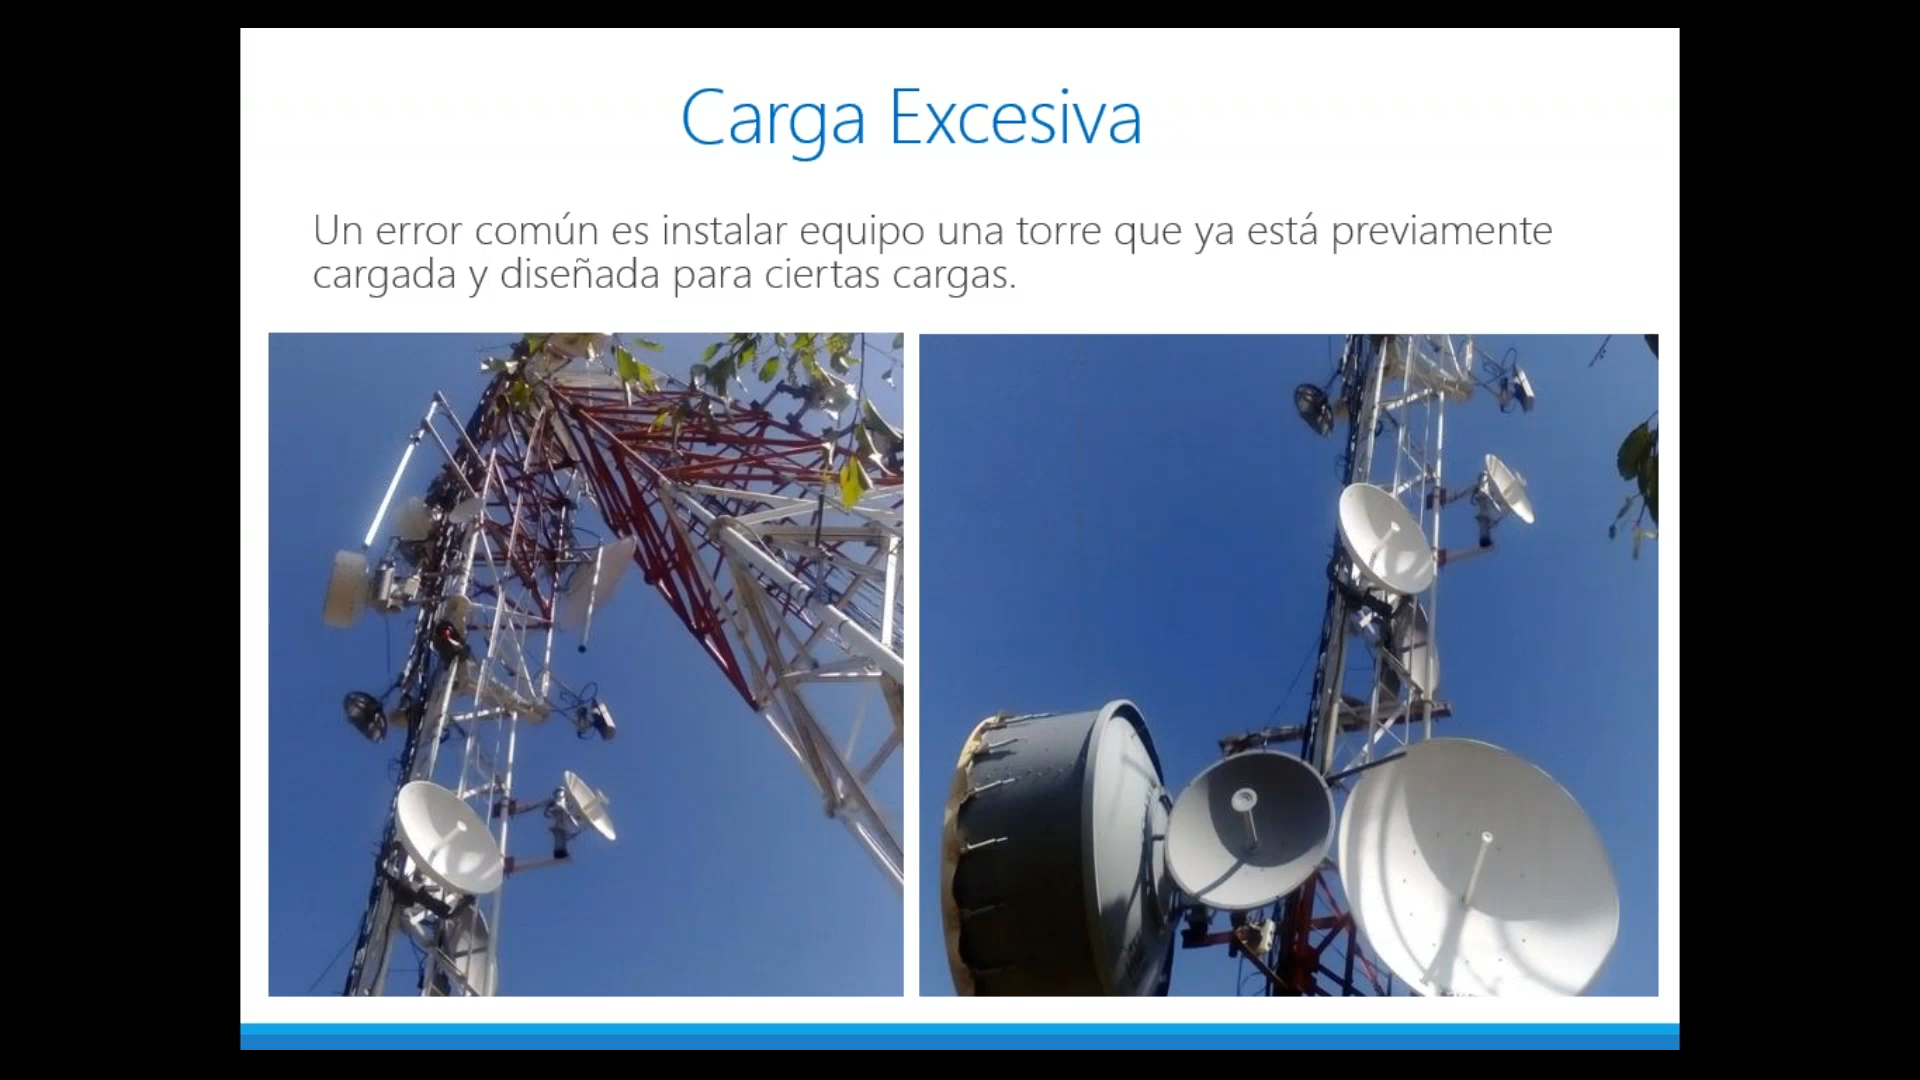 Carga Excesiva
Un error común es instalar equipo una torre que ya está previamente
cargada y diseñada para ciertas cargas.